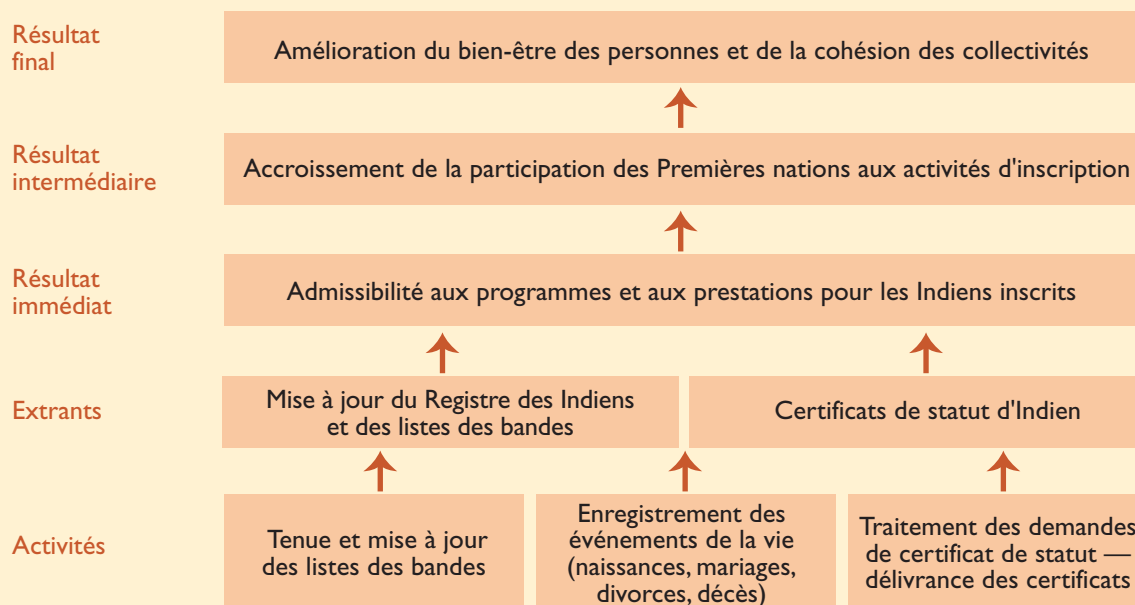 Résultat
final
Amélioration du bien-être des personnes et de la cohésion des collectivités
Résultat
intermédiaire
Accroissement de la participation des Premières nations aux activités d'inscription
Résultat
immédiat
Admissibilité aux programmes et aux prestations pour les Indiens inscrits
Extrants
Mise à jour du Registre des Indiens
et des listes des bandes
Certificats de statut d'Indien
Activités
Tenue et mise à jour
des listes des bandes
Enregistrement des
événements de la vie
(naissances, mariages,
divorces, décès)
Traitement des demandes
de certificat de statut —
délivrance des certificats